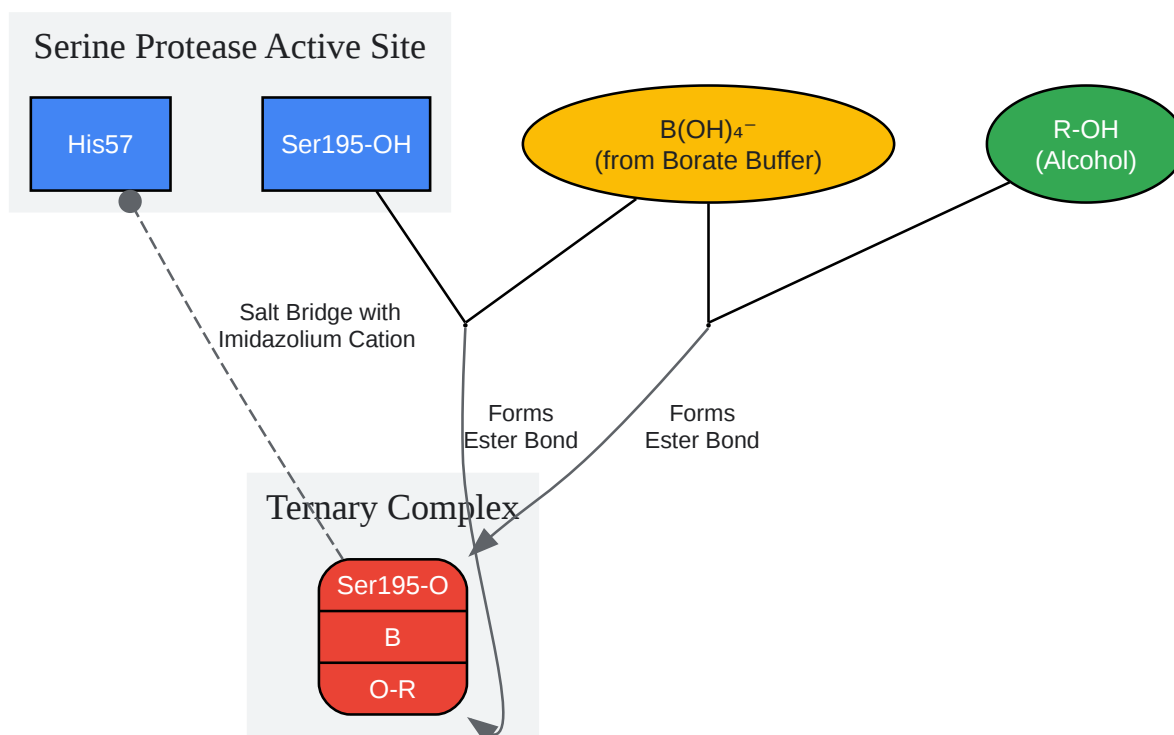 Serine Protease Active Site
His57
Ser195-OH
B(OH)₄⁻
(from Borate Buffer)
R-OH
(Alcohol)
Salt Bridge with
Imidazolium Cation
Forms
Ester Bond
Forms
Ester Bond
Ternary Complex
Ser195-O
B
O-R